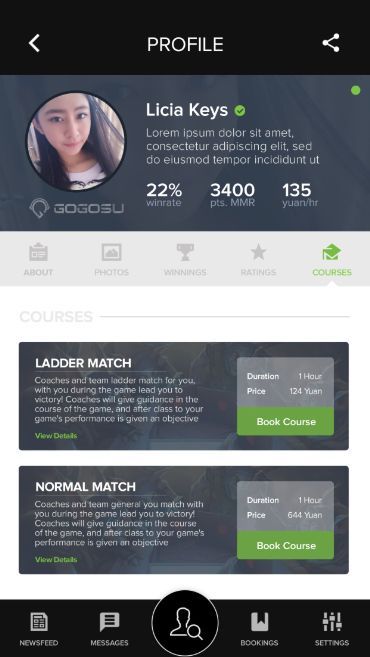 PROFILE
Licia Keys
Lorem ipsum dolor sit amet,
consectetur adipiscing elit, sed
do eiusmod tempor incididunt ut
22% 3400 135
winrate pts. MMR yuan/hr
GOGOSU
ABOUT PHOTOS WINNINGS RATINGS COURSES
COURSES
LADDER MATCH
Coaches and team ladder match for you,
with you during the game lead you to
victory! Coaches will give guidance in the
course of the game, and after class to your
game's performance is given an objective
View Details
Duration 1 Hour
Price 124 Yuan
Book Course
NORMAL MATCH
Coaches and team general you match with
you during the game lead you to victory!
Coaches will give guidance in the course
of the game, and after class to your game's
performance is given an objective
View Details
Duration 1 Hour
Price 644 Yuan
Book Course
NEWSFEED MESSAGES BOOKINGS SETTINGS